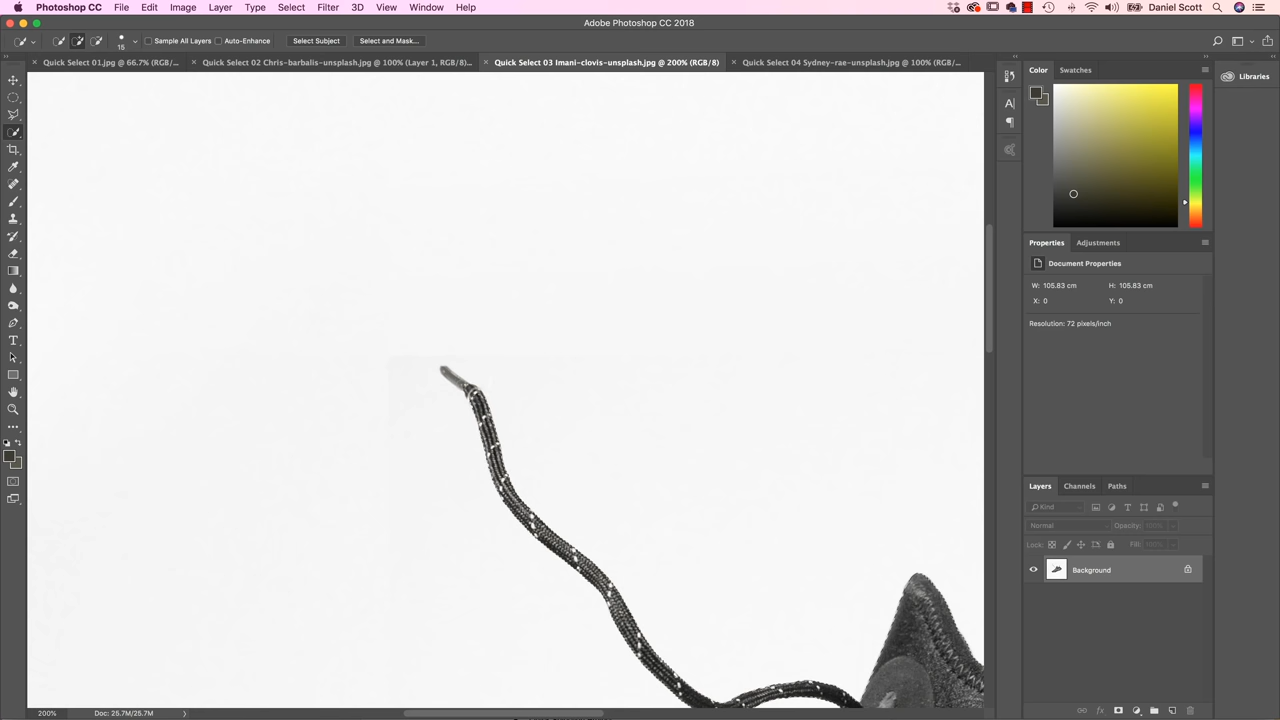 Photoshop CC File Edit Image Layer Type Select Filter 3D View Window Help Daniel Scott
Adobe Photoshop CC 2018
15 Sample All Layers Auto-Enhance Select Subject Select and Mask...
Quick Select 01.jpg @ 66.7% (RGB/... Quick Select 02 Chris-barbalis-unsplash.jpg @ 100% (Layer 1, RGB/8)... Quick Select 03 Imani-clovis-unsplash.jpg @ 200% (RGB/8) Quick Select 04 Sydney-rae-unsplash.jpg @ 100% (RGB/...
Color Swatches
Libraries
Properties Adjustments
Document Properties
W: 105.83 cm H: 105.83 cm
X: 0 Y: 0
Resolution: 72 pixels/inch
Layers Channels Paths
Kind
Normal Opacity: 100%
Lock: Fill: 100%
Background
200% Doc: 25.7M/25.7M